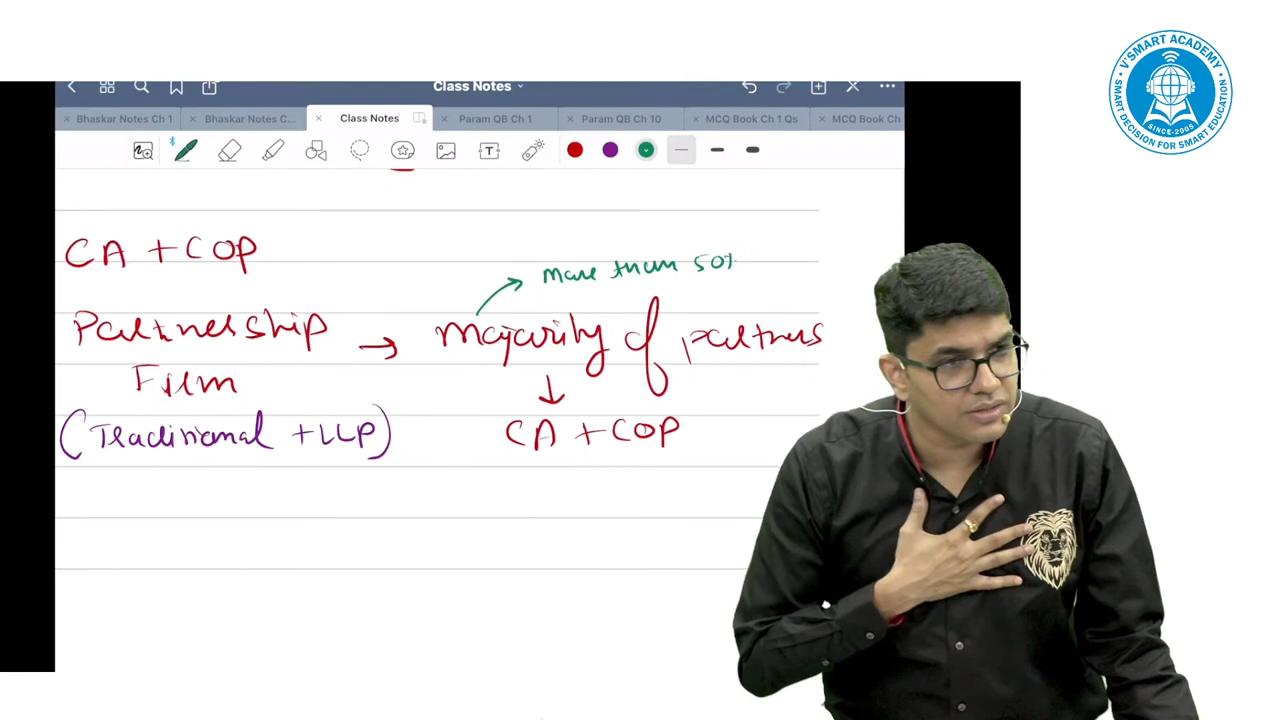 Class Notes
Bhaskar Notes Ch 1
Bhaskar Notes C...
Class Notes
Param QB Ch 1
Param QB Ch 10
MCQ Book Ch 1 Qs
MCQ Book Ch
CA + COP
More than 50%
Partnership Firm → majority of partners
(Traditional + LLP)
CA + COP
V'SMART ACADEMY
SINCE-2005
SMART DECISION FOR SMART EDUCATION